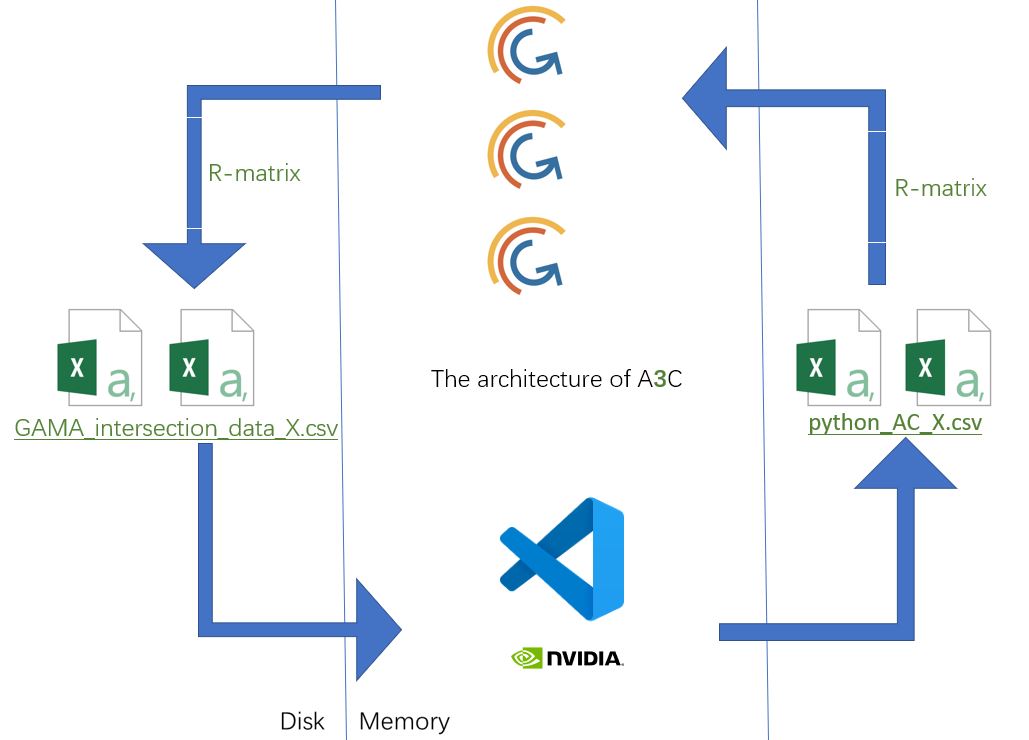 R-matrix
R-matrix
X a,
X a,
X a,
X a,
The architecture of A3C
GAMA_intersection_data_X.csv
python_AC_X.csv
NVIDIA.
Disk
Memory